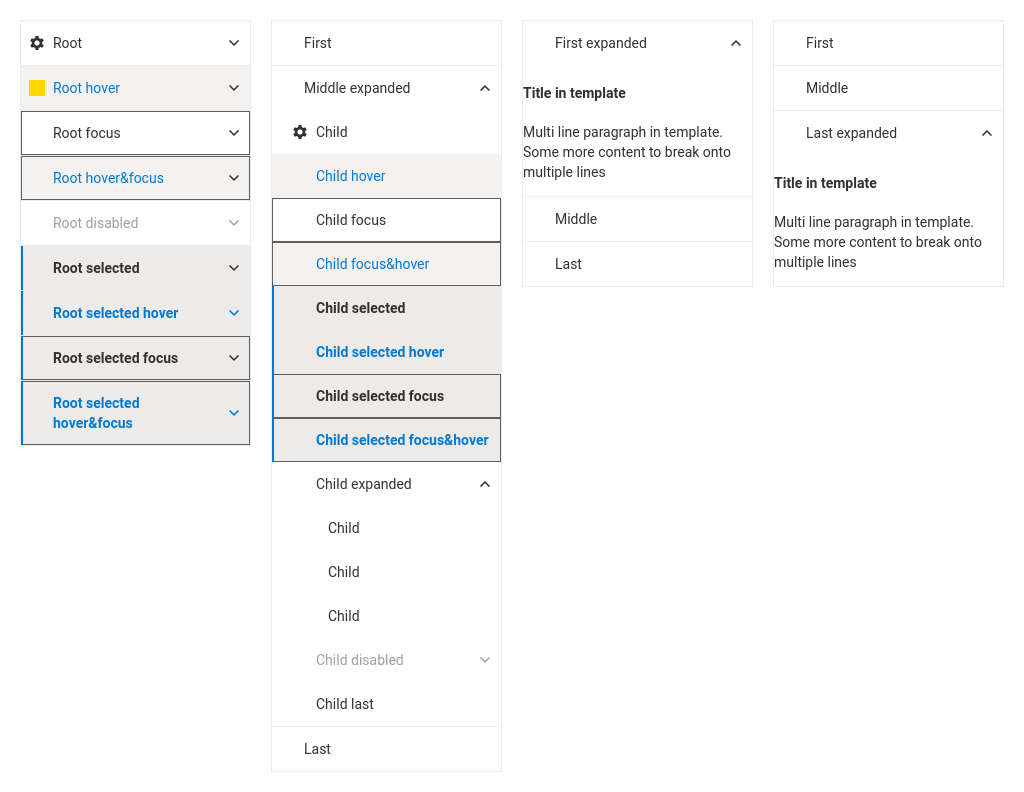 Root
Root hover
Root focus
Root hover&focus
Root disabled
Root selected
Root selected hover
Root selected focus
Root selected
hover&focus
First
Middle expanded
Child
Child hover
Child focus
Child focus&hover
Child selected
Child selected hover
Child selected focus
Child selected focus&hover
Child expanded
Child
Child
Child
Child disabled
Child last
Last
First expanded
Title in template
Multi line paragraph in template.
Some more content to break onto
multiple lines
Middle
Last
First
Middle
Last expanded
Title in template
Multi line paragraph in template.
Some more content to break onto
multiple lines